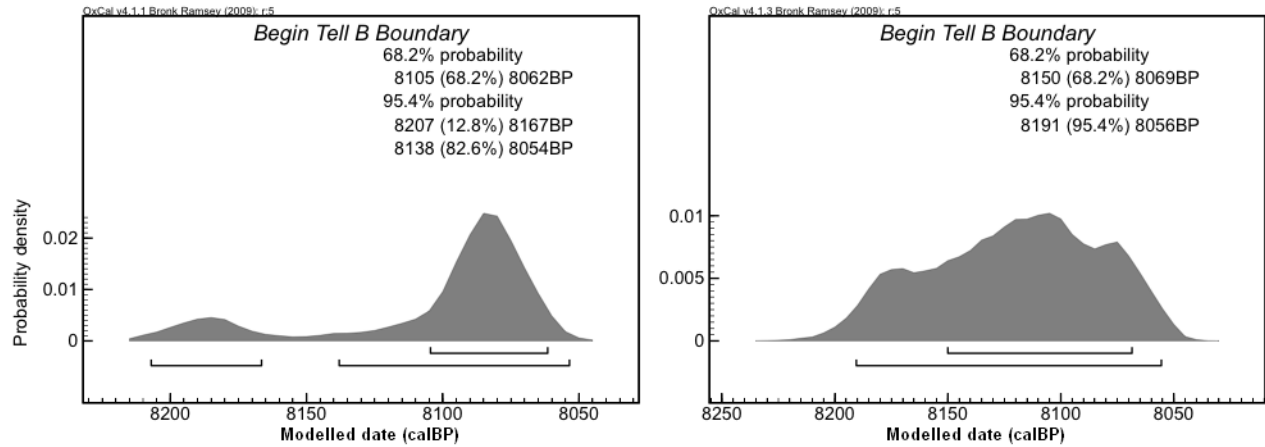 OxCal v4.1.1 Bronk Ramsey (2009); r:5
Begin Tell B Boundary
68.2% probability
8105 (68.2%) 8062BP
95.4% probability
8207 (12.8%) 8167BP
8138 (82.6%) 8054BP
Probability density
0.02
0.01
0
8200 8150 8100 8050
Modelled date (calBP)
OxCal v4.1.3 Bronk Ramsey (2009); r:5
Begin Tell B Boundary
68.2% probability
8150 (68.2%) 8069BP
95.4% probability
8191 (95.4%) 8056BP
0.01
0.005
0
8250 8200 8150 8100 8050
Modelled date (calBP)